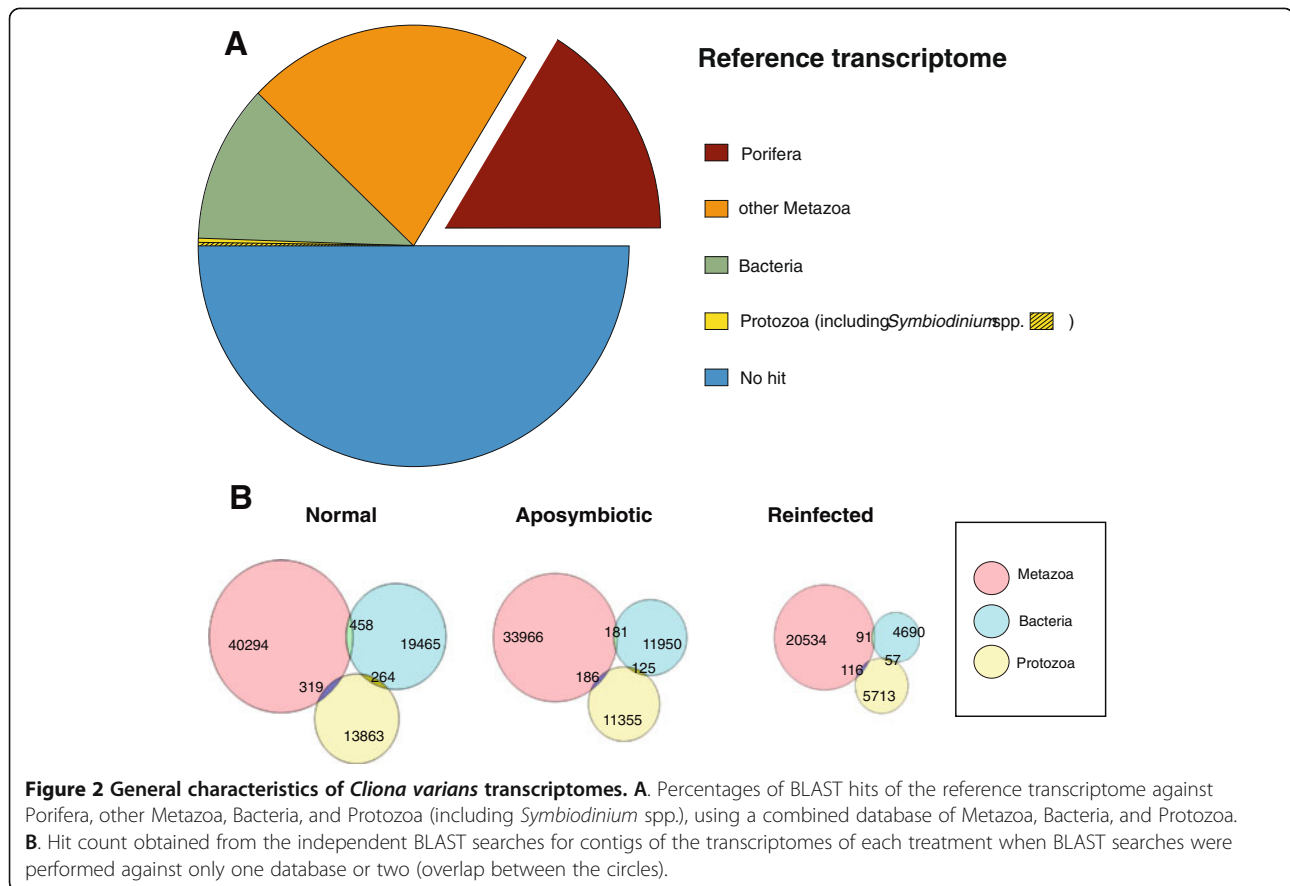 A
Reference transcriptome
Porifera
other Metazoa
Bacteria
Protozoa (including Symbiodinium spp. )
No hit
B
Normal
Aposymbiotic
Reinfected
40294
458
19465
319
264
13863
33966
181
11950
186
125
11355
20534
91
4690
116
57
5713
Metazoa
Bacteria
Protozoa
Figure 2 General characteristics of Cliona varians transcriptomes. A. Percentages of BLAST hits of the reference transcriptome against
Porifera, other Metazoa, Bacteria, and Protozoa (including Symbiodinium spp.), using a combined database of Metazoa, Bacteria, and Protozoa.
B. Hit count obtained from the independent BLAST searches for contigs of the transcriptomes of each treatment when BLAST searches were
performed against only one database or two (overlap between the circles).